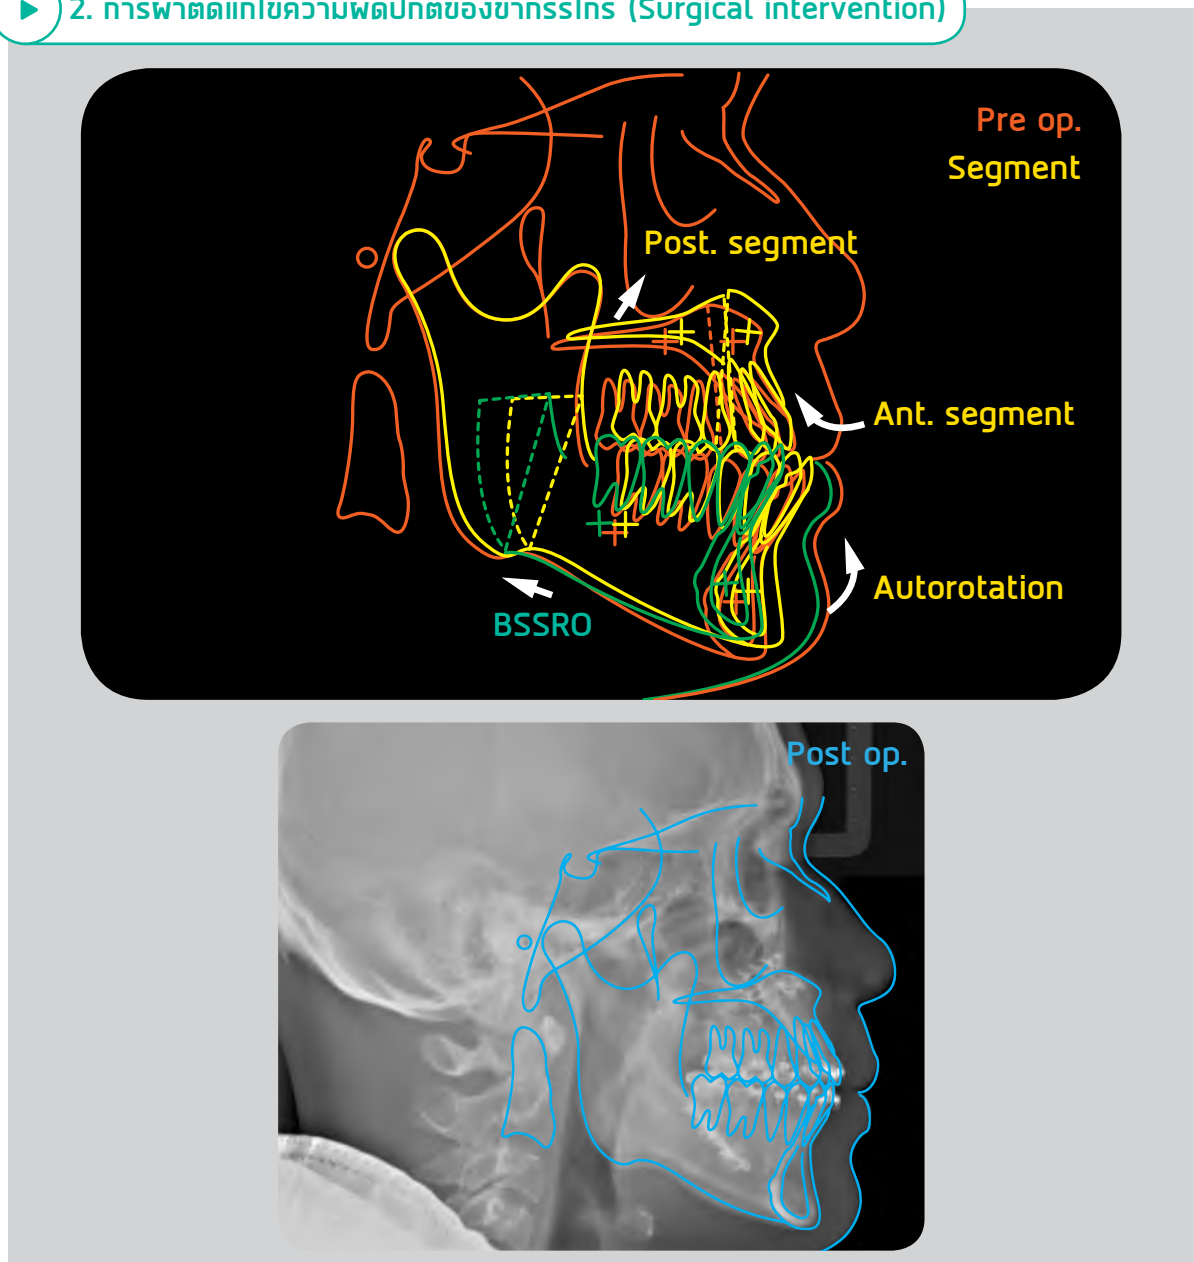 2. การผ่าตัดแก้ไขความผิดปกติของขากรรไกร (Surgical intervention)
Pre op.
Segment
Post. segment
Ant. segment
Autorotation
BSSRO
Post op.